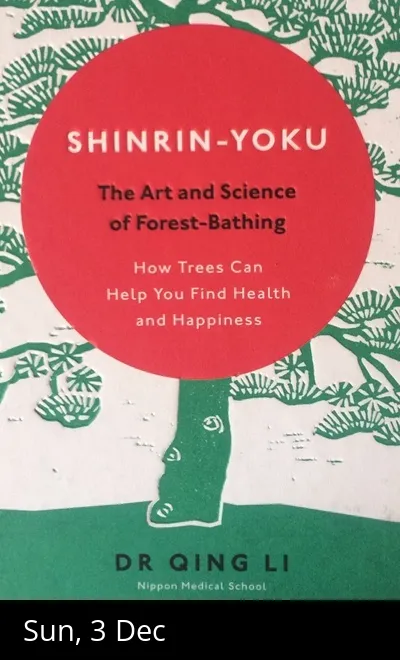 SHINRIN-YOKU
The Art and Science
of Forest-Bathing
How Trees Can
Help You Find Health
and Happiness
DR QING LI
Nippon Medical School
Sun, 3 Dec